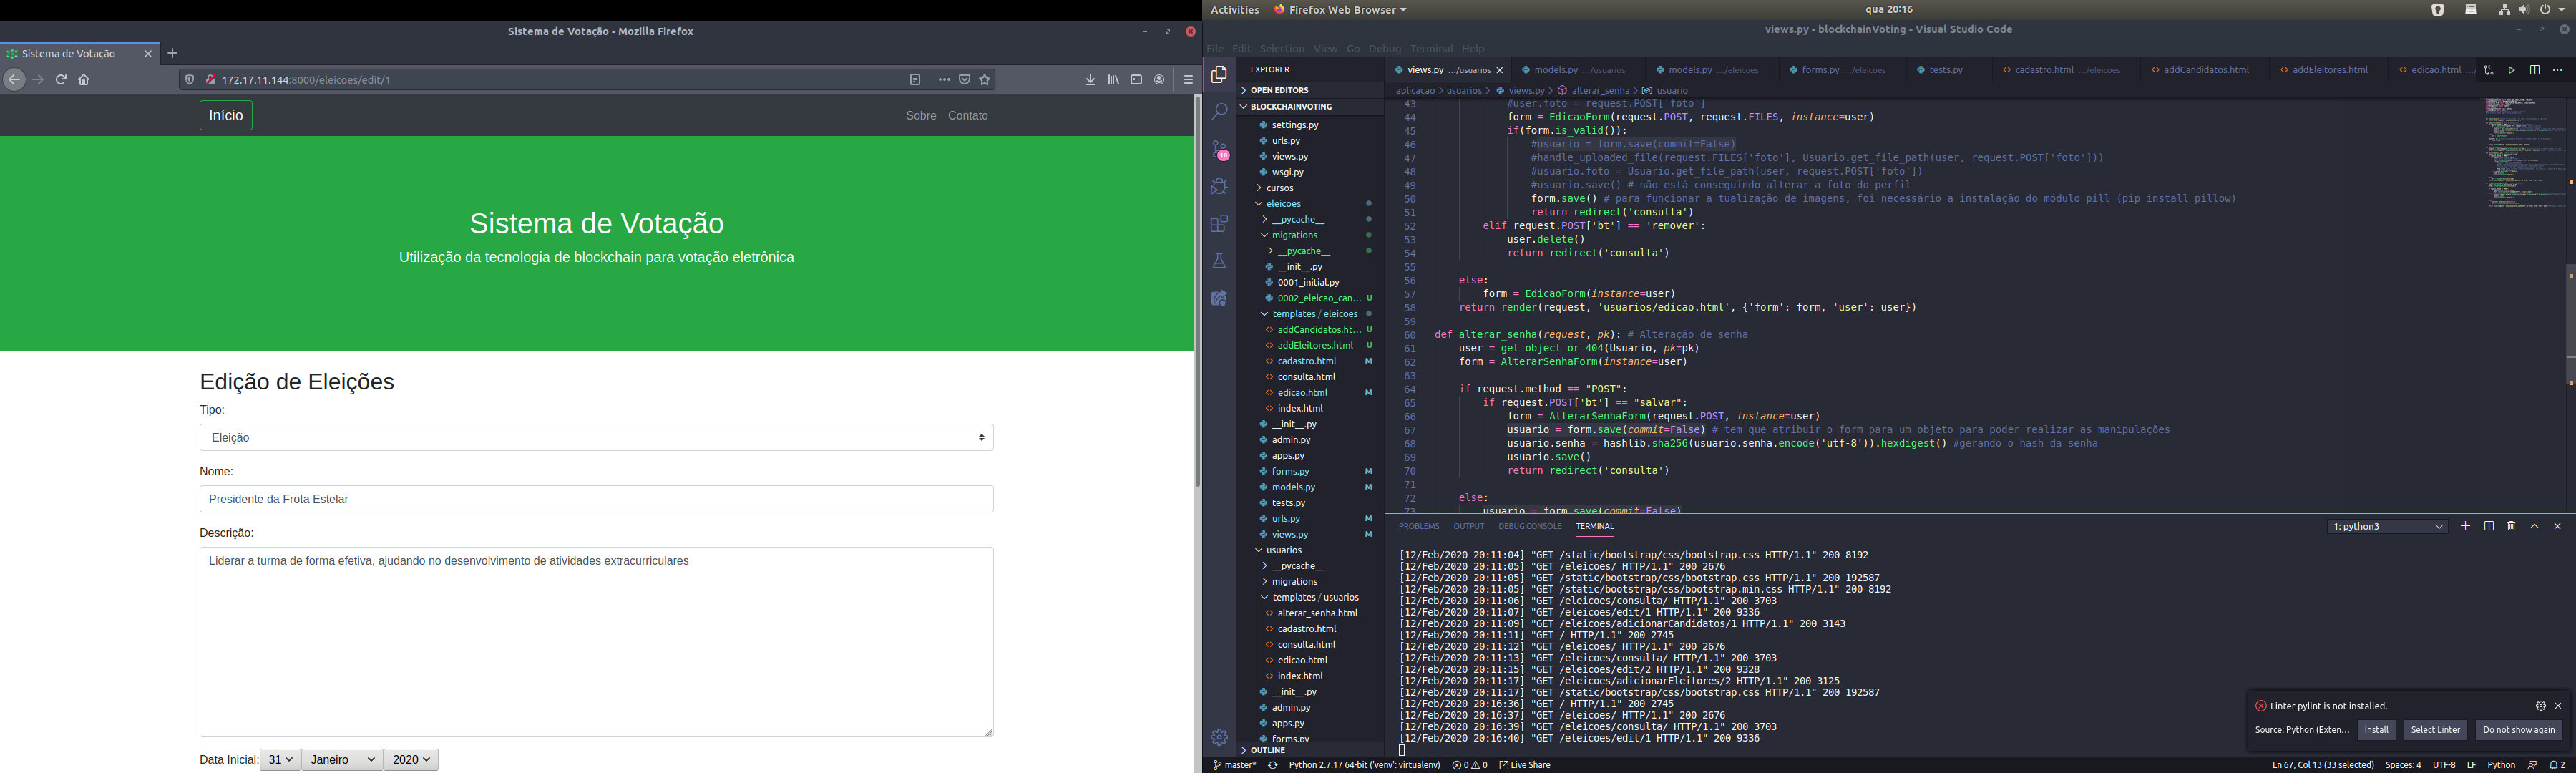 Sistema de Votação - Mozilla Firefox
Sistema de Votação
172.17.11.144:8000/eleicoes/edit/1
Início
Sobre
Contato
Sistema de Votação
Utilização da tecnologia de blockchain para votação eletrônica
Edição de Eleições
Tipo:
Eleição
Nome:
Presidente da Frota Estelar
Descrição:
Liderar a turma de forma efetiva, ajudando no desenvolvimento de atividades extracurriculares
Data Inicial: 31 Janeiro 2020
Activities Firefox Web Browser
qua 20:16
views.py - blockchainVoting - Visual Studio Code
File Edit Selection View Go Debug Terminal Help
EXPLORER
OPEN EDITORS
BLOCKCHAINVOTING
settings.py
urls.py
views.py
wsgi.py
cursos
eleicoes
__pycache__
migrations
__pycache__
__init__.py
0001_initial.py
0002_eleicao_can... U
templates / eleicoes
addCandidatos.ht... U
addEleitores.html U
cadastro.html M
consulta.html
edicao.html M
index.html
__init__.py
admin.py
apps.py
forms.py M
models.py M
tests.py
urls.py M
views.py M
usuarios
__pycache__
migrations
templates / usuarios
alterar_senha.html
cadastro.html
consulta.html
edicao.html
index.html
__init__.py
admin.py
apps.py
forms.py
OUTLINE
views.py .../usuarios
models.py .../usuarios
models.py .../eleicoes
forms.py .../eleicoes
tests.py
cadastro.html .../eleicoes
addCandidatos.html
addEleitores.html
edicao.html .../
aplicacao > usuarios > views.py > alterar_senha > usuario
43 #user.foto = request.POST['foto']
44 form = EdicaoForm(request.POST, request.FILES, instance=user)
45 if(form.is_valid()):
46 #usuario = form.save(commit=False)
47 #handle_uploaded_file(request.FILES['foto'], Usuario.get_file_path(user, request.POST['foto']))
48 #usuario.foto = Usuario.get_file_path(user, request.POST['foto'])
49 #usuario.save() # não está conseguindo alterar a foto do perfil
50 form.save() # para funcionar a tualização de imagens, foi necessário a instalação do módulo pill (pip install pillow)
51 return redirect('consulta')
52 elif request.POST['bt'] == 'remover':
53 user.delete()
54 return redirect('consulta')
55
56 else:
57 form = EdicaoForm(instance=user)
58 return render(request, 'usuarios/edicao.html', {'form': form, 'user': user})
59
60 def alterar_senha(request, pk): # Alteração de senha
61 user = get_object_or_404(Usuario, pk=pk)
62 form = AlterarSenhaForm(instance=user)
63
64 if request.method == "POST":
65 if request.POST['bt'] == "salvar":
66 form = AlterarSenhaForm(request.POST, instance=user)
67 usuario = form.save(commit=False) # tem que atribuir o form para um objeto para poder realizar as manipulações
68 usuario.senha = hashlib.sha256(usuario.senha.encode('utf-8')).hexdigest() #gerando o hash da senha
69 usuario.save()
70 return redirect('consulta')
71
72 else:
73 usuario = form.save(commit=False)
PROBLEMS OUTPUT DEBUG CONSOLE TERMINAL
1: python3
[12/Feb/2020 20:11:04] "GET /static/bootstrap/css/bootstrap.css HTTP/1.1" 200 8192
[12/Feb/2020 20:11:05] "GET /eleicoes/ HTTP/1.1" 200 2676
[12/Feb/2020 20:11:05] "GET /static/bootstrap/css/bootstrap.css HTTP/1.1" 200 192587
[12/Feb/2020 20:11:05] "GET /static/bootstrap/css/bootstrap.min.css HTTP/1.1" 200 8192
[12/Feb/2020 20:11:06] "GET /eleicoes/consulta/ HTTP/1.1" 200 3703
[12/Feb/2020 20:11:07] "GET /eleicoes/edit/1 HTTP/1.1" 200 9336
[12/Feb/2020 20:11:09] "GET /eleicoes/adicionarCandidatos/1 HTTP/1.1" 200 3143
[12/Feb/2020 20:11:11] "GET / HTTP/1.1" 200 2745
[12/Feb/2020 20:11:12] "GET /eleicoes/ HTTP/1.1" 200 2676
[12/Feb/2020 20:11:13] "GET /eleicoes/consulta/ HTTP/1.1" 200 3703
[12/Feb/2020 20:11:15] "GET /eleicoes/edit/2 HTTP/1.1" 200 9328
[12/Feb/2020 20:11:17] "GET /eleicoes/adicionarEleitores/2 HTTP/1.1" 200 3125
[12/Feb/2020 20:11:17] "GET /static/bootstrap/css/bootstrap.css HTTP/1.1" 200 192587
[12/Feb/2020 20:16:36] "GET / HTTP/1.1" 200 2745
[12/Feb/2020 20:16:37] "GET /eleicoes/ HTTP/1.1" 200 2676
[12/Feb/2020 20:16:39] "GET /eleicoes/consulta/ HTTP/1.1" 200 3703
[12/Feb/2020 20:16:40] "GET /eleicoes/edit/1 HTTP/1.1" 200 9336
Linter pylint is not installed.
Source: Python (Exten... Install Select Linter Do not show again
master* Python 2.7.17 64-bit ('venv': virtualenv) 0 0 Live Share
Ln 67, Col 13 (33 selected) Spaces: 4 UTF-8 LF Python 2